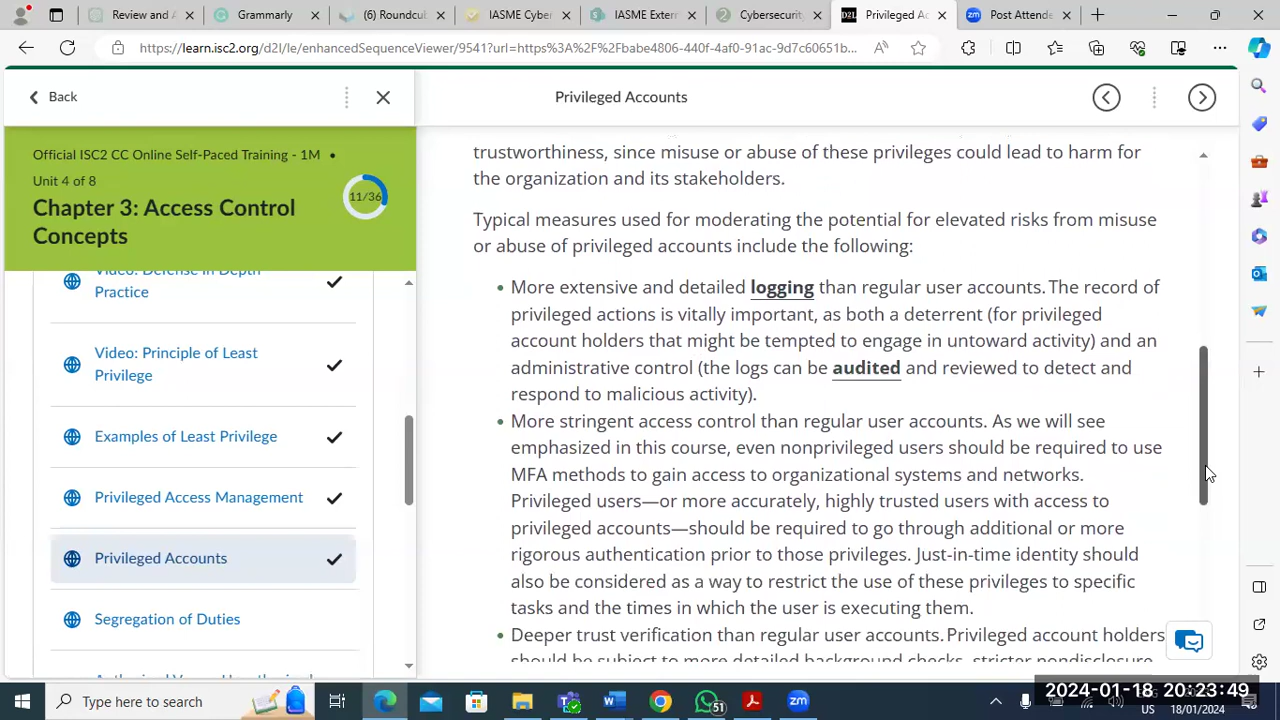 Review and A
Grammarly
(6) Roundcub
IASME Cyber
IASME Extern
Cybersecurity
D2L
Privileged Ac
Post Attende
https://learn.isc2.org/d2l/le/enhancedSequenceViewer/9541?url=https%3A%2F%2Fbabe4806-440f-4af0-91ac-9d7c60651b...
Back
Privileged Accounts
Official ISC2 CC Online Self-Paced Training - 1M •
Unit 4 of 8
Chapter 3: Access Control
Concepts
11/36
Video: Defense in Depth
Practice
Video: Principle of Least
Privilege
Examples of Least Privilege
Privileged Access Management
Privileged Accounts
Segregation of Duties
trustworthiness, since misuse or abuse of these privileges could lead to harm for
the organization and its stakeholders.
Typical measures used for moderating the potential for elevated risks from misuse
or abuse of privileged accounts include the following:
• More extensive and detailed logging than regular user accounts. The record of
privileged actions is vitally important, as both a deterrent (for privileged
account holders that might be tempted to engage in untoward activity) and an
administrative control (the logs can be audited and reviewed to detect and
respond to malicious activity).
• More stringent access control than regular user accounts. As we will see
emphasized in this course, even nonprivileged users should be required to use
MFA methods to gain access to organizational systems and networks.
Privileged users—or more accurately, highly trusted users with access to
privileged accounts—should be required to go through additional or more
rigorous authentication prior to those privileges. Just-in-time identity should
also be considered as a way to restrict the use of these privileges to specific
tasks and the times in which the user is executing them.
• Deeper trust verification than regular user accounts. Privileged account holders
should be subject to more detailed background checks, stricter nondisclosure
Type here to search
51
2024-01-18 20:23:49
US
18/01/2024